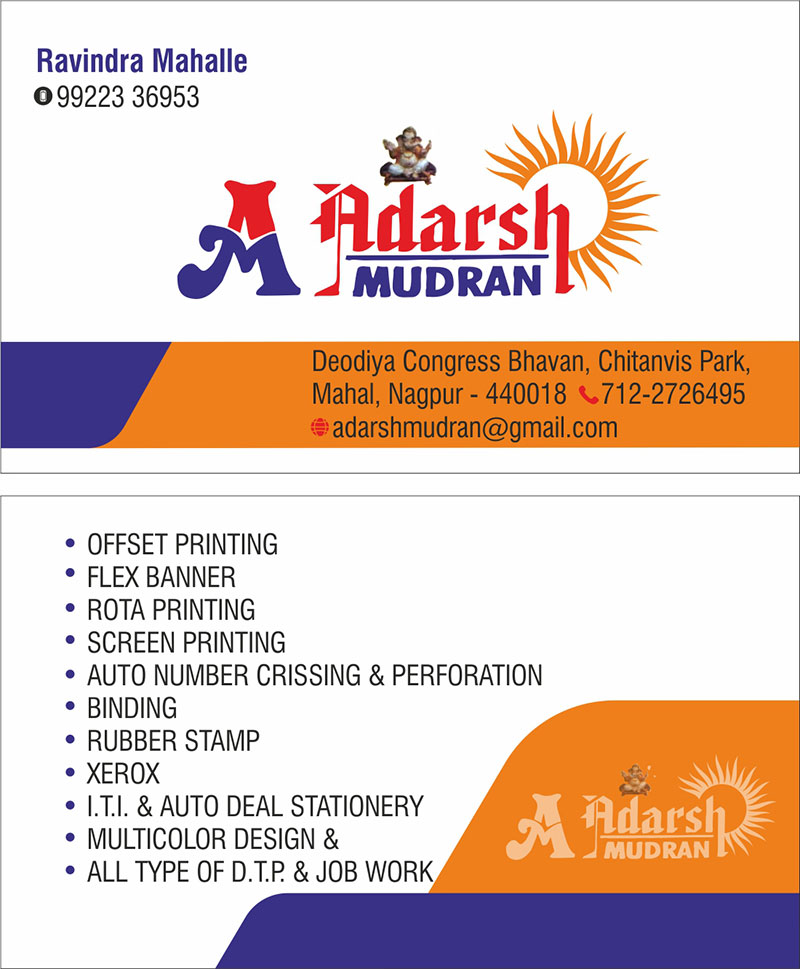 Ravindra Mahalle
99223 36953
AM
Adarsh
MUDRAN
Deodiya Congress Bhavan, Chitanvis Park,
Mahal, Nagpur - 440018 712-2726495
adarshmudran@gmail.com
• OFFSET PRINTING
• FLEX BANNER
• ROTA PRINTING
• SCREEN PRINTING
• AUTO NUMBER CRISSING & PERFORATION
• BINDING
• RUBBER STAMP
• XEROX
• I.T.I. & AUTO DEAL STATIONERY
• MULTICOLOR DESIGN &
• ALL TYPE OF D.T.P. & JOB WORK
AM
Adarsh
MUDRAN